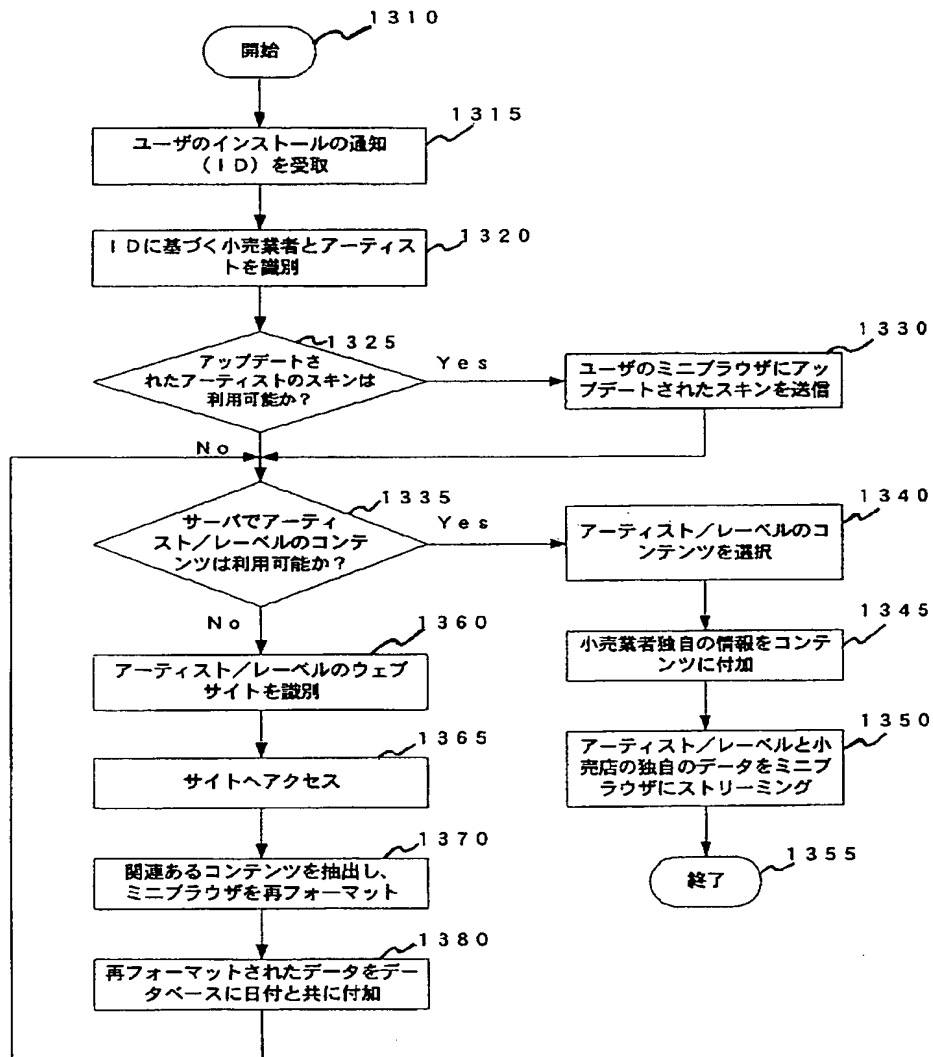 １３１０
開始
１３１５
ユーザのインストールの通知
（ＩＤ）を受取
１３２０
ＩＤに基づく小売業者とアーティス
トを識別
１３２５
アップデートさ
れたアーティストのスキンは
利用可能か？
Ｙｅｓ
１３３０
ユーザのミニブラウザにアッ
プデートされたスキンを送信
Ｎｏ
１３３５
サーバでアーティ
スト／レーベルのコンテ
ンツは利用可能か？
Ｙｅｓ
１３４０
アーティスト／レーベルのコ
ンテンツを選択
Ｎｏ
１３４５
小売業者独自の情報をコンテ
ンツに付加
１３６０
アーティスト／レーベルのウェブ
サイトを識別
１３５０
アーティスト／レーベルと小
売店の独自のデータをミニブ
ラウザにストリーミング
１３６５
サイトへアクセス
１３５５
終了
１３７０
関連あるコンテンツを抽出し、
ミニブラウザを再フォーマット
１３８０
再フォーマットされたデータをデー
タベースに日付と共に付加